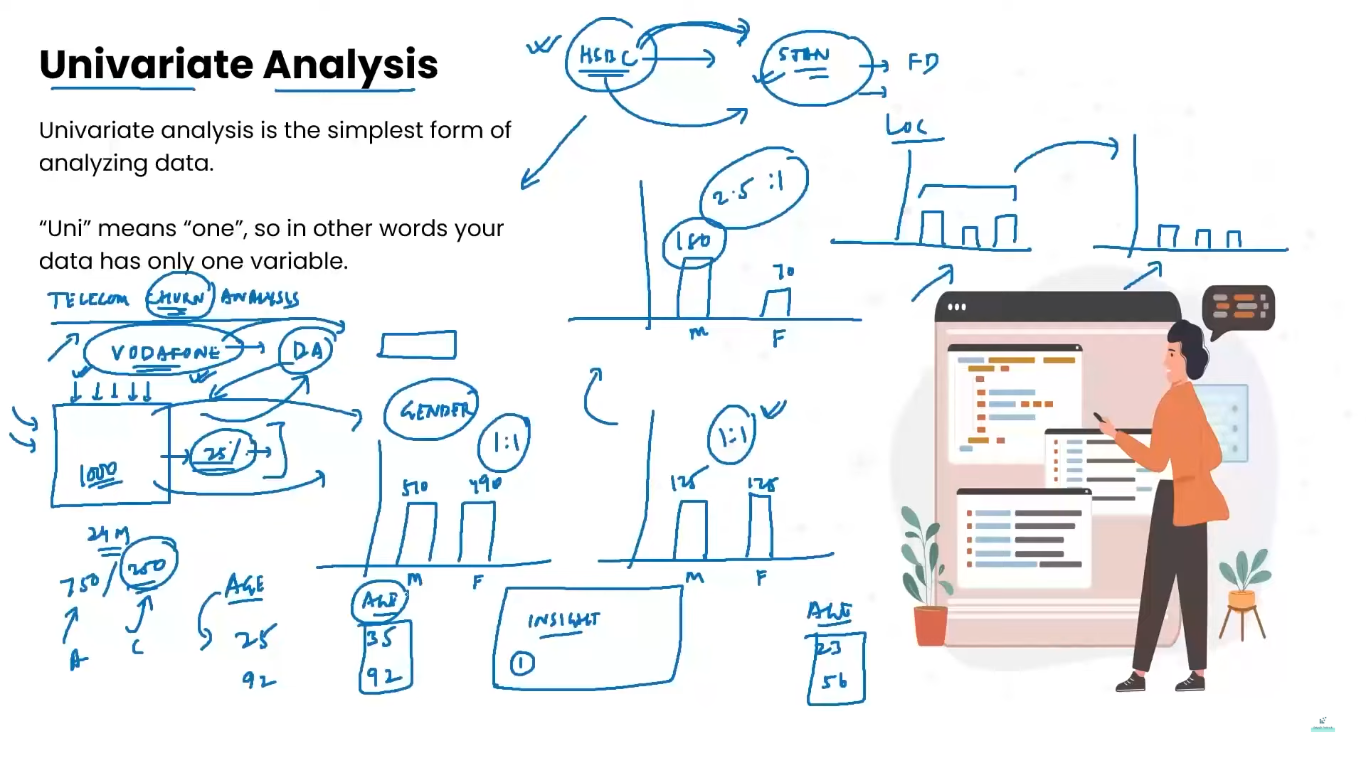 Univariate Analysis
Univariate analysis is the simplest form of
analyzing data.
“Uni” means “one”, so in other words your
data has only one variable.
HSBC
STAN
FD
LOC
2.5 :1
180
70
M
F
TELECOM CHURN ANALYSIS
VODAFONE
DA
1000
25%
24M
750/250
A
C
AGE
25
92
GENDER
1:1
510
490
M
F
AGE
35
92
1:1
125
125
M
F
INSIGHT
1
AGE
23
56